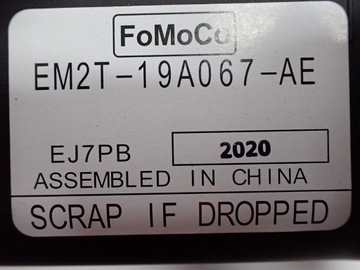 FoMoCo
EM2T-19A067-AE
EJ7PB 2020
ASSEMBLED IN CHINA
SCRAP IF DROPPED